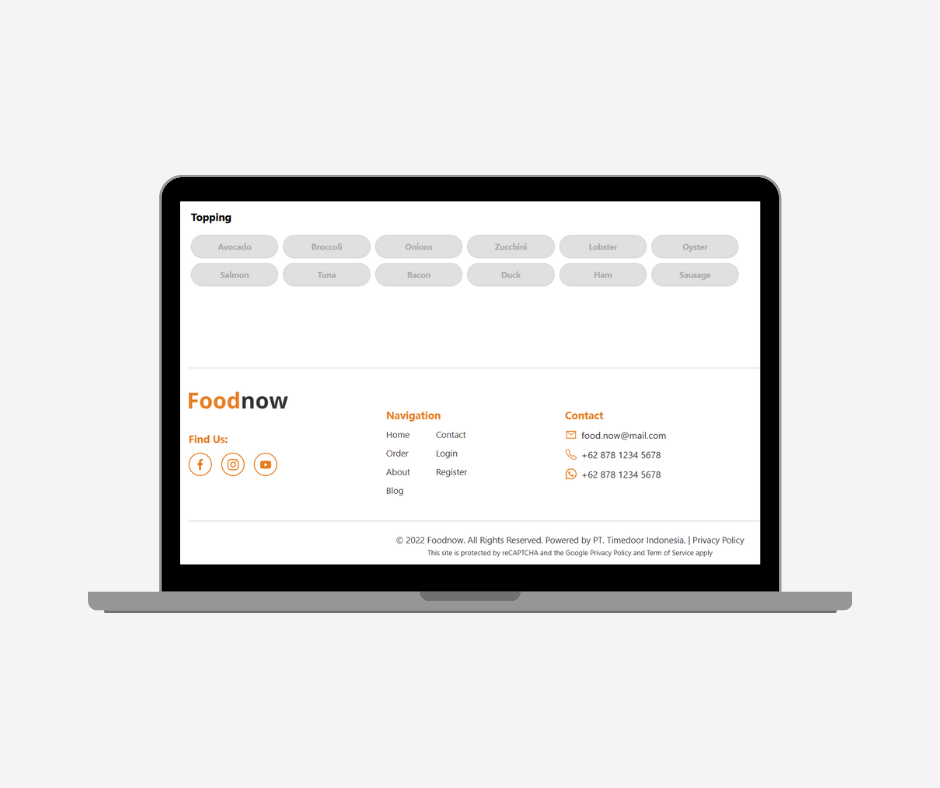 Topping
Avocado Broccoli Onions Zucchini Lobster Oyster
Salmon Tuna Bacon Duck Ham Sausage
Foodnow
Find Us:
Navigation
Home Contact
Order Login
About Register
Blog
Contact
food.now@mail.com
+62 878 1234 5678
+62 878 1234 5678
© 2022 Foodnow. All Rights Reserved. Powered by PT. Timedoor Indonesia. | Privacy Policy
This site is protected by reCAPTCHA and the Google Privacy Policy and Term of Service apply